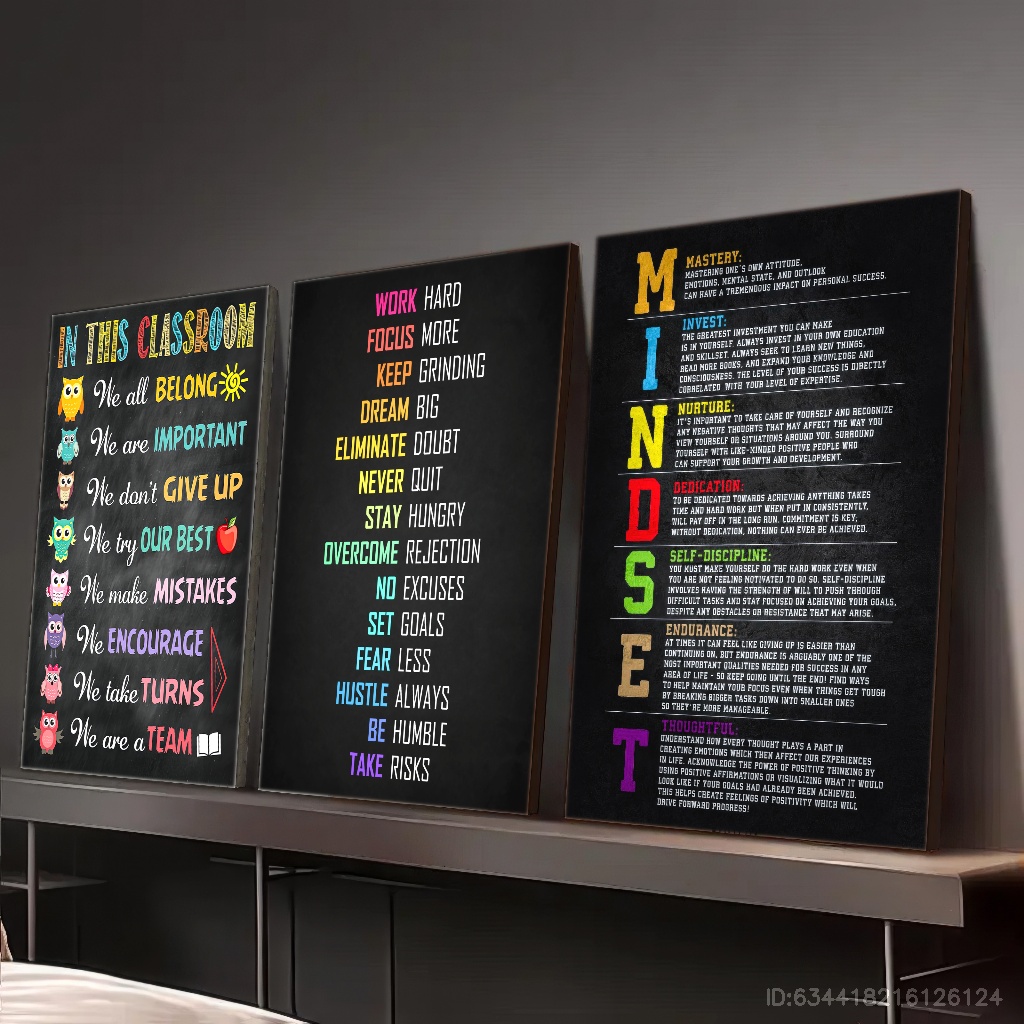 IN THIS CLASSROOM
We all BELONG
We are IMPORTANT
We don't GIVE UP
We try OUR BEST
We make MISTAKES
We ENCOURAGE
We take TURNS
We are a TEAM
WORK HARD
FOCUS MORE
KEEP GRINDING
DREAM BIG
ELIMINATE DOUBT
NEVER QUIT
STAY HUNGRY
OVERCOME REJECTION
NO EXCUSES
SET GOALS
FEAR LESS
HUSTLE ALWAYS
BE HUMBLE
TAKE RISKS
M
MASTERY:
MASTERING ONE'S OWN ATTITUDE,
EMOTIONS, MENTAL STATE, AND OUTLOOK
CAN HAVE A TREMENDOUS IMPACT ON PERSONAL SUCCESS.
I
INVEST:
THE GREATEST INVESTMENT YOU CAN MAKE
IS IN YOURSELF. ALWAYS INVEST IN YOUR OWN EDUCATION
AND SKILLSET. ALWAYS SEEK TO LEARN NEW THINGS,
READ MORE BOOKS, AND EXPAND YOUR KNOWLEDGE AND
CONSCIOUSNESS. THE LEVEL OF YOUR SUCCESS IS DIRECTLY
CORRELATED WITH YOUR LEVEL OF EXPERTISE.
N
NURTURE:
IT'S IMPORTANT TO TAKE CARE OF YOURSELF AND RECOGNIZE
ANY NEGATIVE THOUGHTS THAT MAY AFFECT THE WAY YOU
VIEW YOURSELF OR SITUATIONS AROUND YOU. SURROUND
YOURSELF WITH LIKE-MINDED POSITIVE PEOPLE WHO
CAN SUPPORT YOUR GROWTH AND DEVELOPMENT.
D
DEDICATION:
TO BE DEDICATED TOWARDS ACHIEVING ANYTHING TAKES
TIME AND HARD WORK BUT WHEN PUT IN CONSISTENTLY,
WILL PAY OFF IN THE LONG RUN. COMMITMENT IS KEY,
WITHOUT DEDICATION, NOTHING CAN EVER BE ACHIEVED.
S
SELF-DISCIPLINE:
YOU MUST MAKE YOURSELF DO THE HARD WORK EVEN WHEN
YOU ARE NOT FEELING MOTIVATED TO DO SO. SELF-DISCIPLINE
INVOLVES HAVING THE STRENGTH OF WILL TO PUSH THROUGH
DIFFICULT TASKS AND STAY FOCUSED ON ACHIEVING YOUR GOALS,
DESPITE ANY OBSTACLES OR RESISTANCE THAT MAY ARISE.
E
ENDURANCE:
AT TIMES IT CAN FEEL LIKE GIVING UP IS EASIER THAN
CONTINUING ON, BUT ENDURANCE IS ARGUABLY ONE OF THE
MOST IMPORTANT QUALITIES NEEDED FOR SUCCESS IN ANY
AREA OF LIFE - SO KEEP GOING UNTIL THE END! FIND WAYS
TO HELP MAINTAIN YOUR FOCUS EVEN WHEN THINGS GET TOUGH
BY BREAKING BIGGER TASKS DOWN INTO SMALLER ONES
SO THEY'RE MORE MANAGEABLE.
T
THOUGHTFUL:
UNDERSTAND HOW EVERY THOUGHT PLAYS A PART IN
CREATING EMOTIONS WHICH THEN AFFECT OUR EXPERIENCES
IN LIFE. ACKNOWLEDGE THE POWER OF POSITIVE THINKING BY
USING POSITIVE AFFIRMATIONS OR VISUALIZING WHAT IT WOULD
LOOK LIKE IF YOUR GOALS HAD ALREADY BEEN ACHIEVED.
THIS HELPS CREATE FEELINGS OF POSITIVITY WHICH WILL
DRIVE FORWARD PROGRESS!
ID:634418216126124